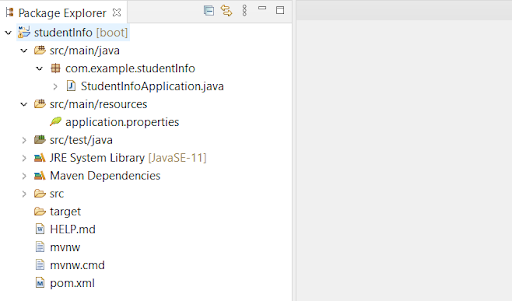 Package Explorer
studentInfo [boot]
src/main/java
com.example.studentInfo
StudentInfoApplication.java
src/main/resources
application.properties
src/test/java
JRE System Library [JavaSE-11]
Maven Dependencies
src
target
HELP.md
mvnw
mvnw.cmd
pom.xml